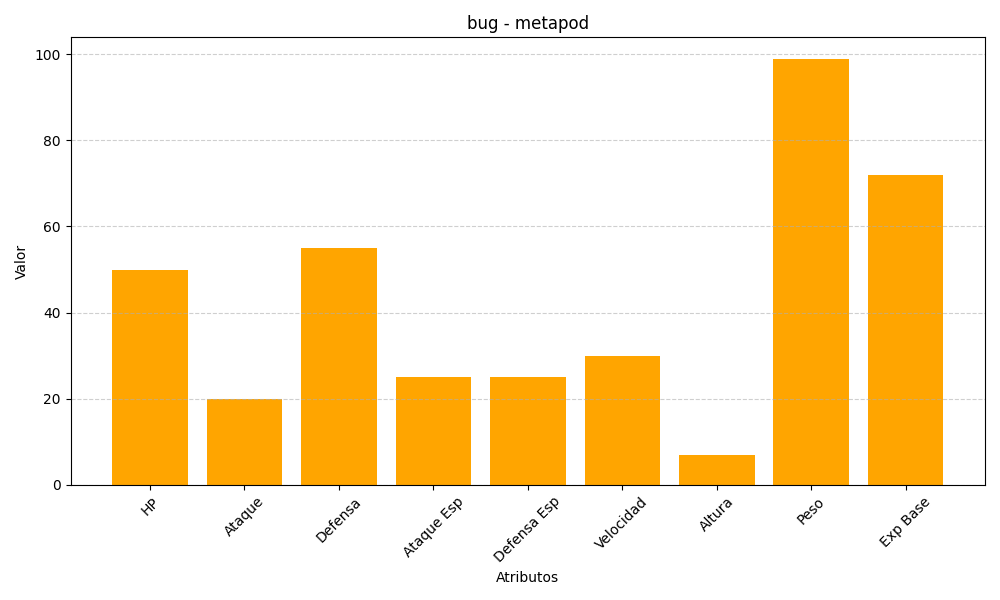 bug - metapod
Valor
100
80
60
40
20
0
HP
Ataque
Defensa
Ataque Esp
Defensa Esp
Velocidad
Altura
Peso
Exp Base
Atributos